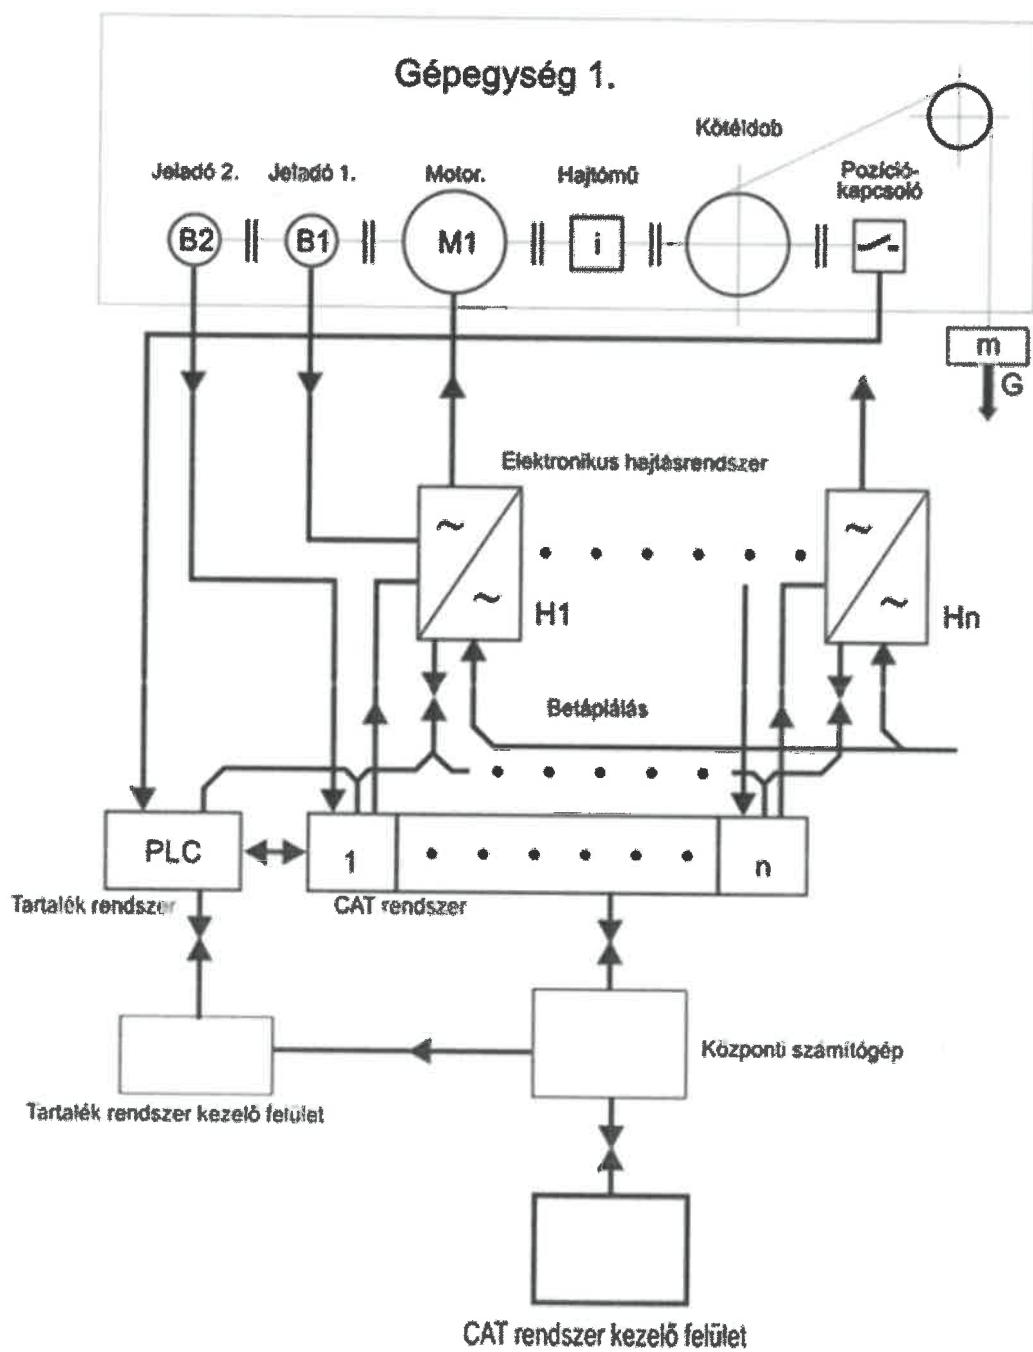 Gépegység 1.
Kötéldob
Jeladó 2.
Jeladó 1.
Motor.
Hajtómű
Pozíció-
kapcsoló
B2
B1
M1
i
m
G
Elektronikus hajtásrendszer
~
~
~
~
H1
Hn
Betáplálás
PLC
1
n
Tartalék rendszer
CAT rendszer
Központi számítógép
Tartalék rendszer kezelő felület
CAT rendszer kezelő felület